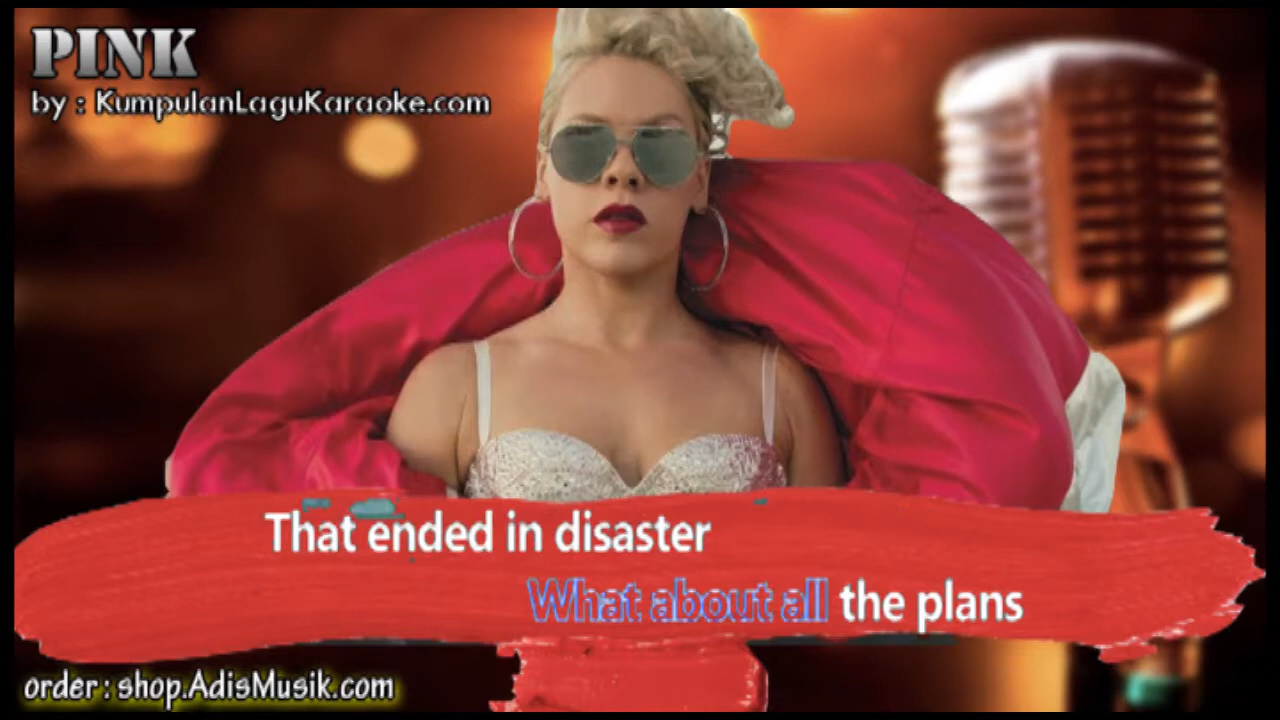 PINK
by : KumpulanLaguKaraoke.com
That ended in disaster
What about all the plans
order : shop.AdisMusik.com